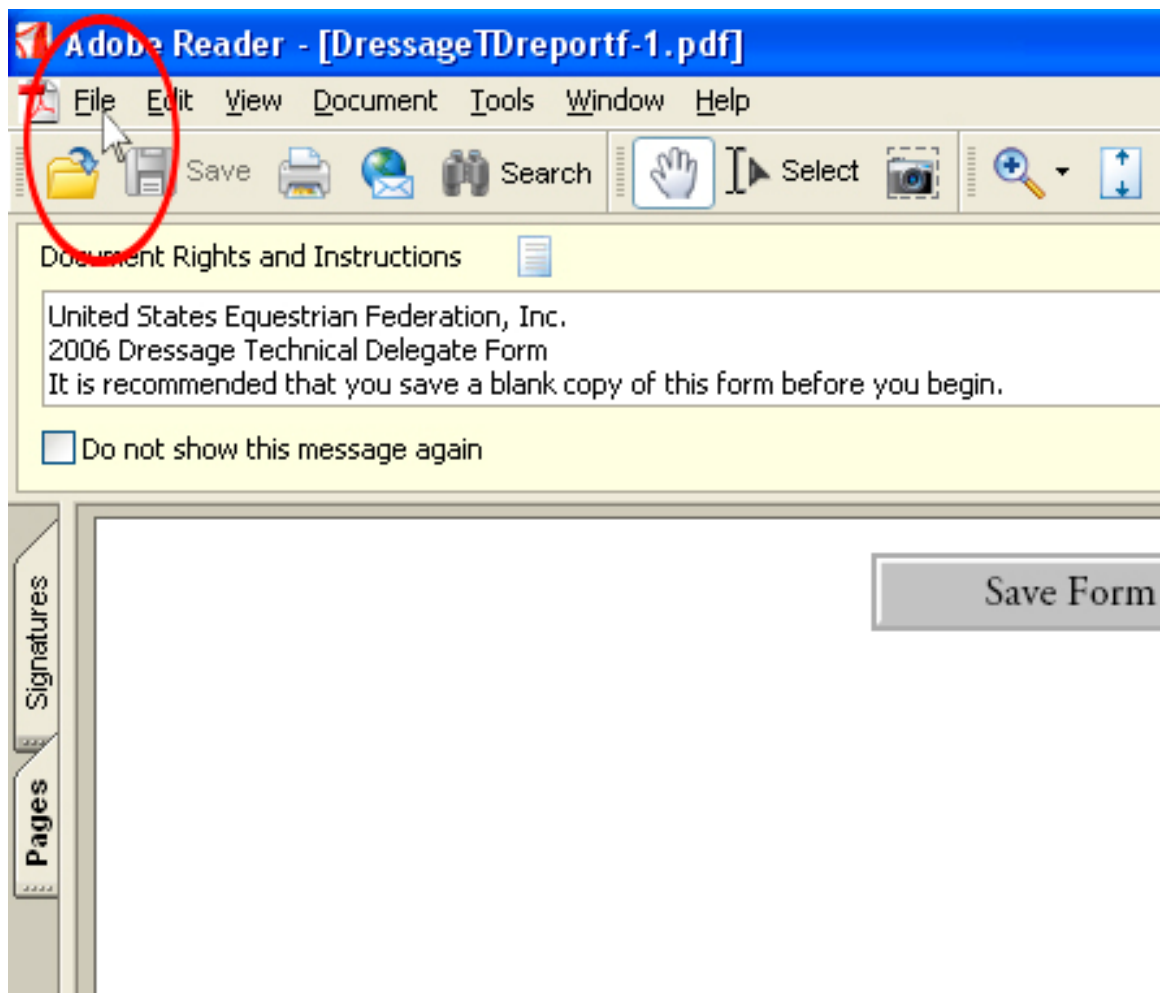 Adobe Reader - [DressageTDreportf-1.pdf]
File Edit View Document Tools Window Help
Save Search Select
Document Rights and Instructions
United States Equestrian Federation, Inc.
2006 Dressage Technical Delegate Form
It is recommended that you save a blank copy of this form before you begin.
Do not show this message again
Save Form
Signatures
Pages